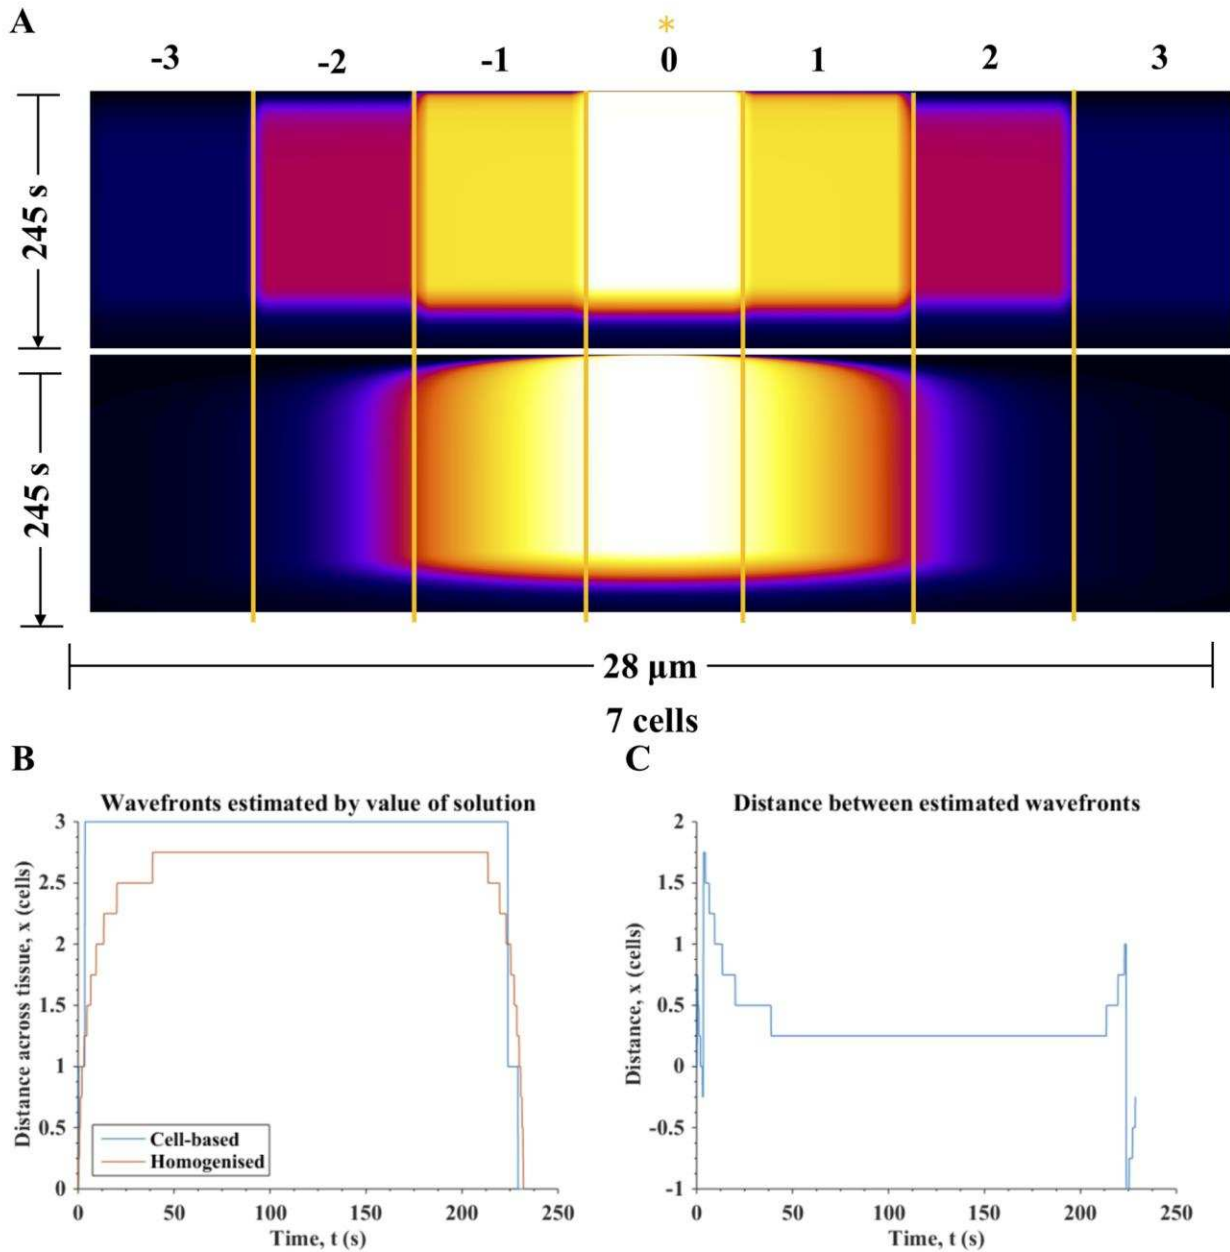 A
*
-3 -2 -1 0 1 2 3
245 s
245 s
28 µm
7 cells
B
Wavefronts estimated by value of solution
Distance across tissue, x (cells)
3
2.5
2
1.5
1
0.5
0
Cell-based
Homogenised
0 50 100 150 200 250
Time, t (s)
C
Distance between estimated wavefronts
Distance, x (cells)
2
1.5
1
0.5
0
-0.5
-1
0 50 100 150 200 250
Time, t (s)